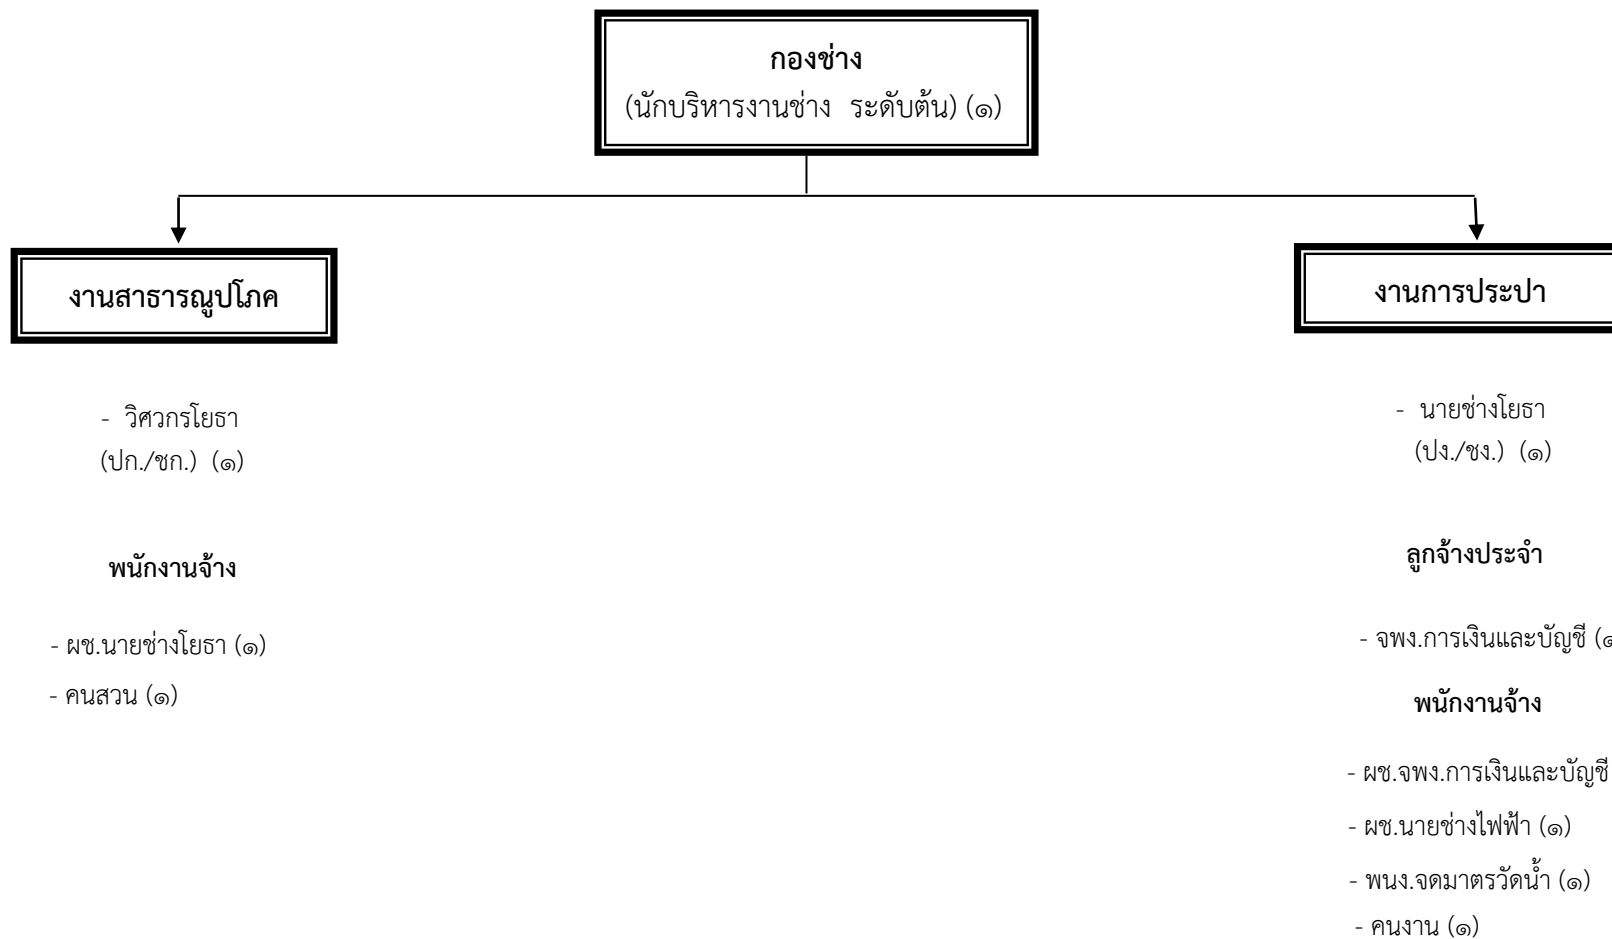 กองช่าง
(นักบริหารงานช่าง ระดับต้น) (๑)
งานสาธารณูปโภค
- วิศวกรโยธา
(ปก./ชก.) (๑)
พนักงานจ้าง
- ผช.นายช่างโยธา (๑)
- คนสวน (๑)
งานการประปา
- นายช่างโยธา
(ปง./ชง.) (๑)
ลูกจ้างประจำ
- จพง.การเงินและบัญชี (๑
พนักงานจ้าง
- ผช.จพง.การเงินและบัญชี
- ผช.นายช่างไฟฟ้า (๑)
- พนง.จดมาตรวัดน้ำ (๑)
- คนงาน (๑)